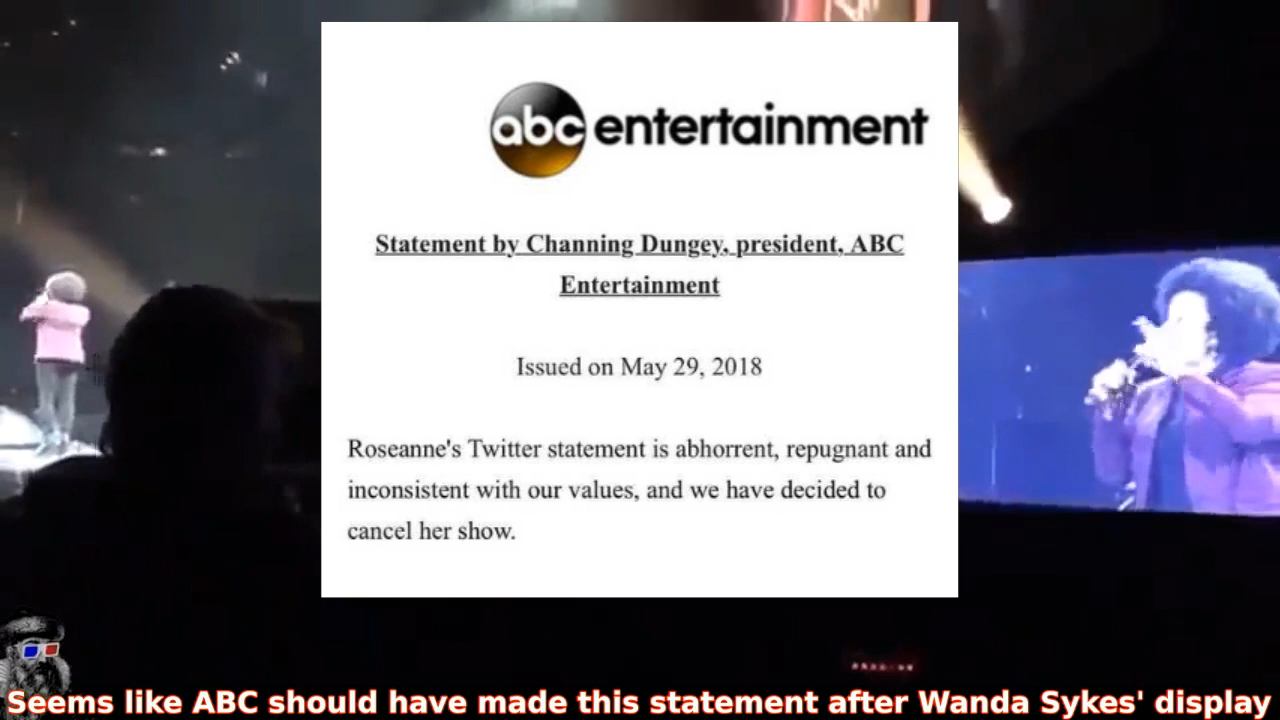 abc entertainment
Statement by Channing Dungey, president, ABC
Entertainment
Issued on May 29, 2018
Roseanne's Twitter statement is abhorrent, repugnant and
inconsistent with our values, and we have decided to
cancel her show.
Seems like ABC should have made this statement after Wanda Sykes' display